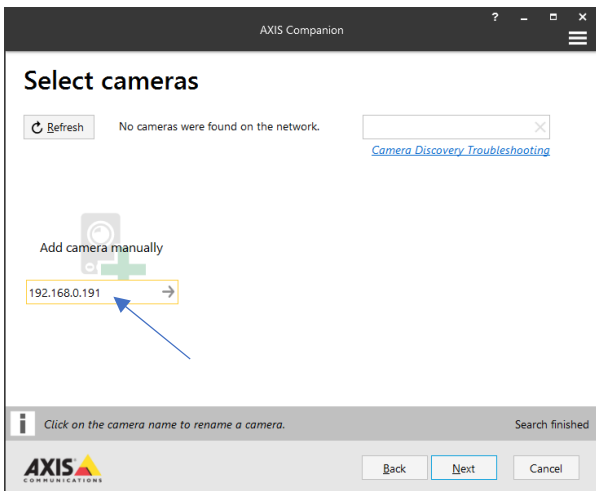 AXIS Companion
?
Select cameras
Refresh
No cameras were found on the network.
Camera Discovery Troubleshooting
Add camera manually
192.168.0.191
i
Click on the camera name to rename a camera.
Search finished
AXIS
COMMUNICATIONS
Back
Next
Cancel